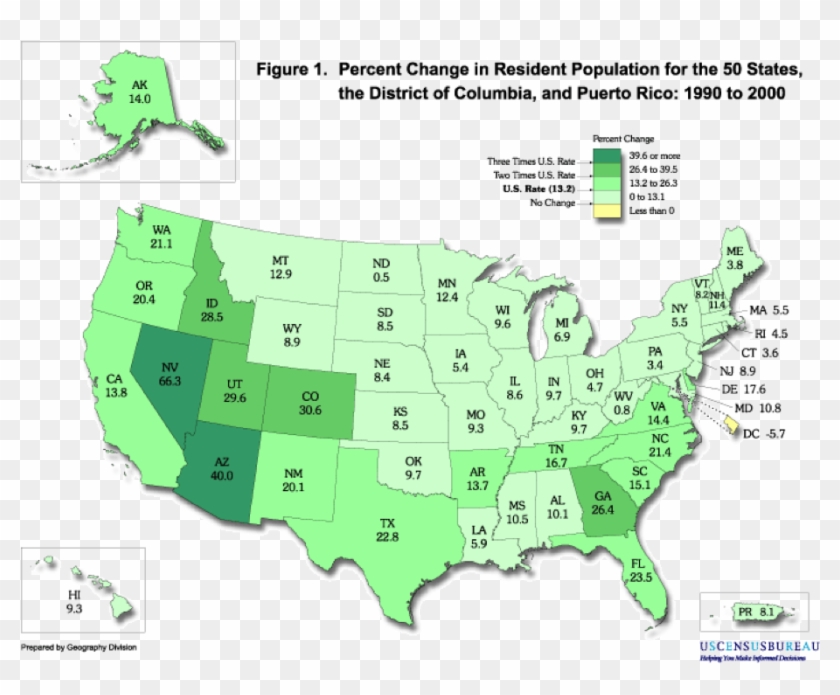 Figure 1. Percent Change in Resident Population for the 50 States,
the District of Columbia, and Puerto Rico: 1990 to 2000
AK
14.0
Percent Change
Three Times U.S. Rate
Two Times U.S. Rate
U.S. Rate (13.2)
No Change
39.6 or more
26.4 to 39.5
13.2 to 26.3
0 to 13.1
Less than 0
WA
21.1
OR
20.4
ID
28.5
MT
12.9
ND
0.5
MN
12.4
WI
9.6
MI
6.9
ME
3.8
VT
8.2
NH
11.4
NY
5.5
MA 5.5
RI 4.5
CT 3.6
NJ 8.9
DE 17.6
MD 10.8
DC -5.7
WY
8.9
SD
8.5
NE
8.4
IA
5.4
IL
8.6
IN
9.7
OH
4.7
PA
3.4
WV
0.8
VA
14.4
CA
13.8
NV
66.3
UT
29.6
CO
30.6
KS
8.5
MO
9.3
KY
9.7
NC
21.4
TN
16.7
SC
15.1
AZ
40.0
NM
20.1
OK
9.7
AR
13.7
TX
22.8
LA
5.9
MS
10.5
AL
10.1
GA
26.4
FL
23.5
HI
9.3
PR 8.1
Prepared by Geography Division
USCENSUSBUREAU
Helping You Make Informed Decisions